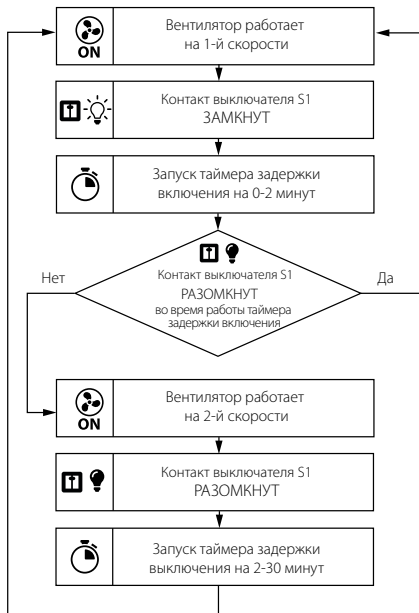 ON
Вентилятор работает
на 1-й скорости
Контакт выключателя S1
ЗАМКНУТ
Запуск таймера задержки
включения на 0-2 минут
Нет
Да
Контакт выключателя S1
РАЗОМКНУТ
во время работы таймера
задержки включения
ON
Вентилятор работает
на 2-й скорости
Контакт выключателя S1
РАЗОМКНУТ
Запуск таймера задержки
выключения на 2-30 минут